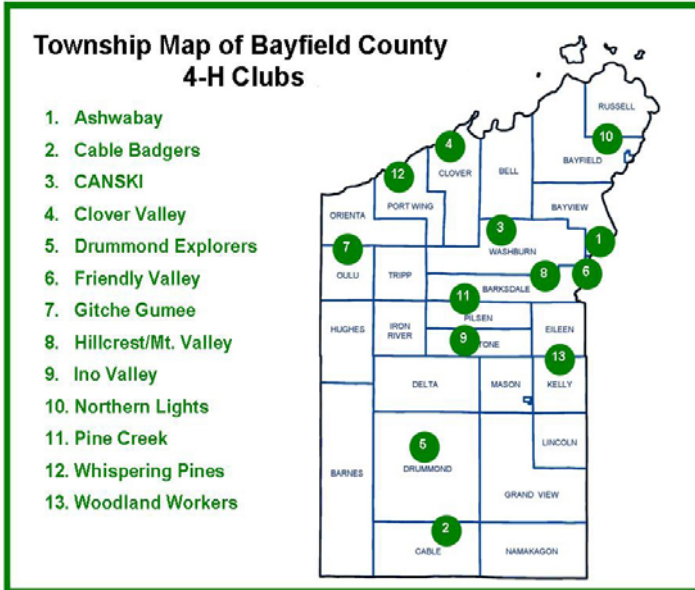 Township Map of Bayfield County
4-H Clubs
1. Ashwabay
2. Cable Badgers
3. CANSKI
4. Clover Valley
5. Drummond Explorers
6. Friendly Valley
7. Gitche Gumee
8. Hillcrest/Mt. Valley
9. Ino Valley
10. Northern Lights
11. Pine Creek
12. Whispering Pines
13. Woodland Workers
RUSSELL
10
BAYFIELD
4
CLOVER
BELL
12
PORT WING
BAYVIEW
ORIENTA
3
WASHBURN
1
7
OULU
TRIPP
8
6
BARKSDALE
11
PILSEN
HUGHES
IRON
RIVER
EILEEN
9
TONE
13
DELTA
MASON
KELLY
5
DRUMMOND
LINCOLN
BARNES
GRAND VIEW
2
CABLE
NAMAKAGON